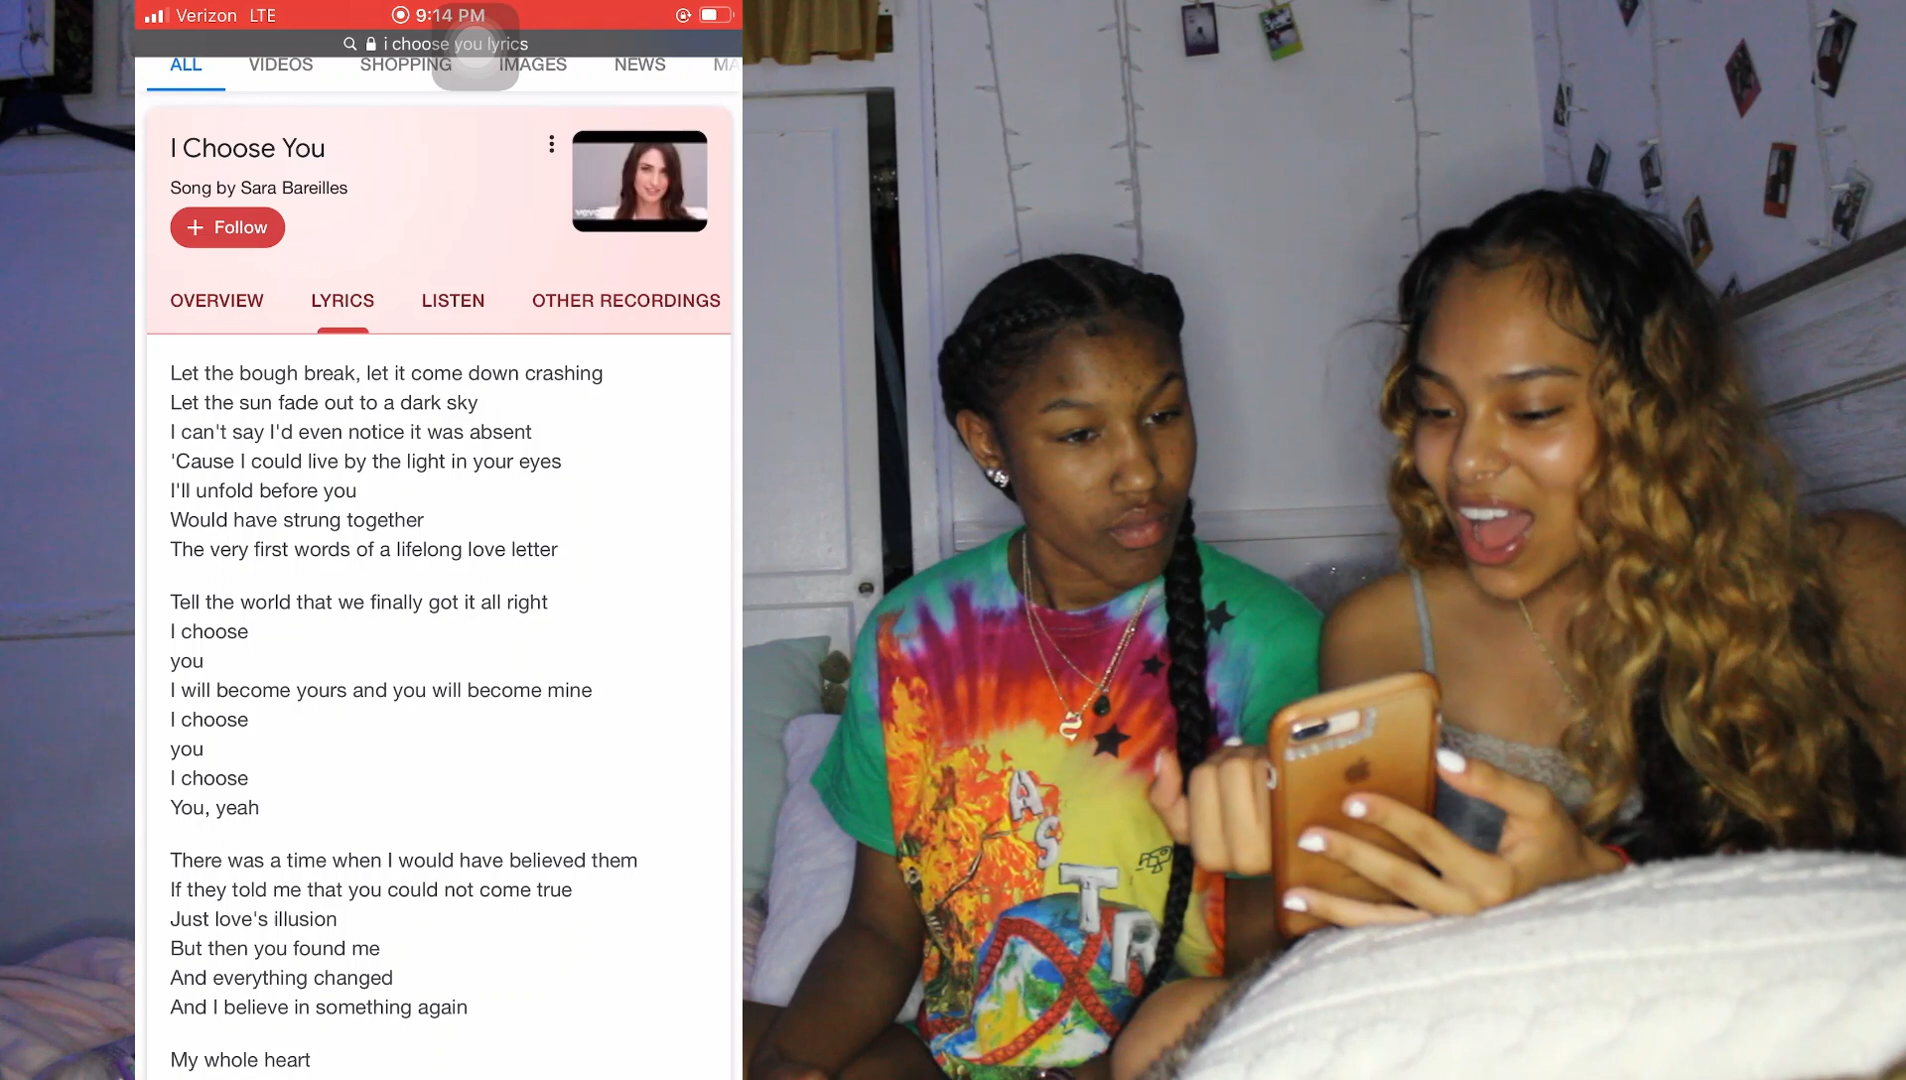 Verizon LTE 9:14 PM
i choose you lyrics
ALL VIDEOS SHOPPING IMAGES NEWS MA
I Choose You
Song by Sara Bareilles
+ Follow
vevo
OVERVIEW LYRICS LISTEN OTHER RECORDINGS
Let the bough break, let it come down crashing
Let the sun fade out to a dark sky
I can't say I'd even notice it was absent
'Cause I could live by the light in your eyes
I'll unfold before you
Would have strung together
The very first words of a lifelong love letter
Tell the world that we finally got it all right
I choose
you
I will become yours and you will become mine
I choose
you
I choose
You, yeah
There was a time when I would have believed them
If they told me that you could not come true
Just love's illusion
But then you found me
And everything changed
And I believe in something again
My whole heart
ASTR